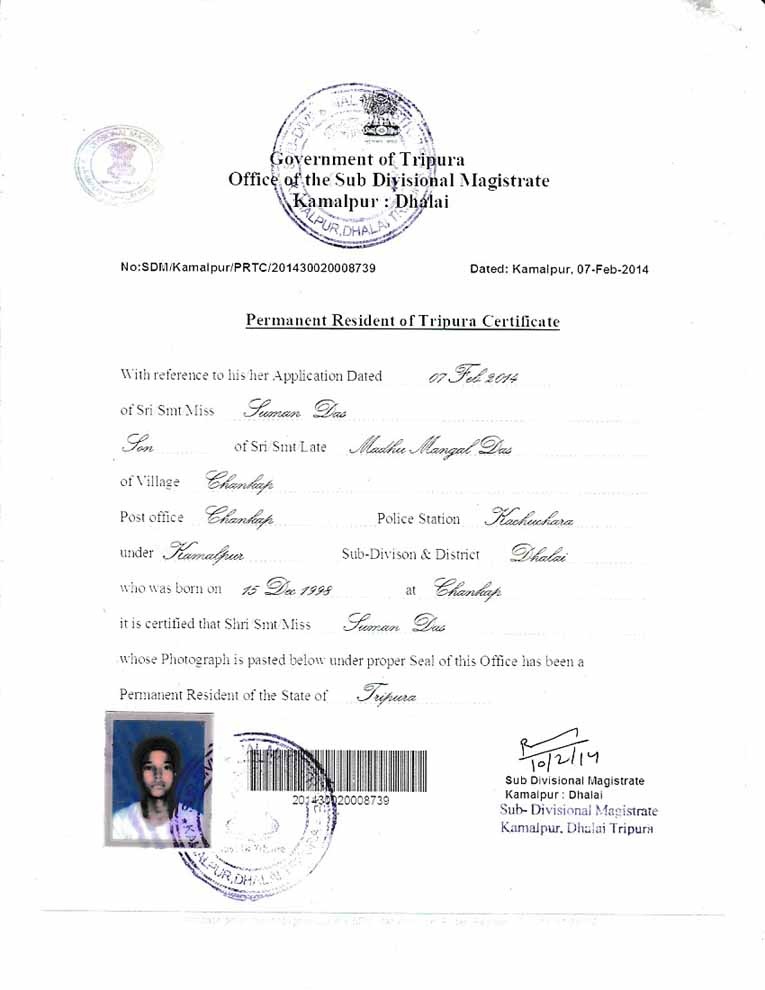 Government of Tripura
Office of the Sub Divisional Magistrate
Kamalpur : Dhalai
No:SDM/Kamalpur/PRTC/201430020008739 Dated: Kamalpur, 07-Feb-2014
Permanent Resident of Tripura Certificate
With reference to his/her Application Dated 07 Feb 2014
of Sri Smt Miss Suman Das
Son of Sri/Smt Late Madhu Mangal Das
of Village Chankap
Post office Chankap Police Station Kachuchara
under Kamalpur Sub-Divison & District Dhalai
who was born on 15 Dec 1998 at Chankap
it is certified that Shri Smt/Miss Suman Das
whose Photograph is pasted below under proper Seal of this Office has been a
Permanent Resident of the State of Tripura
10/2/14
201430020008739
Sub Divisional Magistrate
Kamalpur : Dhalai
Sub- Divisional Magistrate
Kamalpur, Dhalai Tripura
KAMALPUR, DHALAI